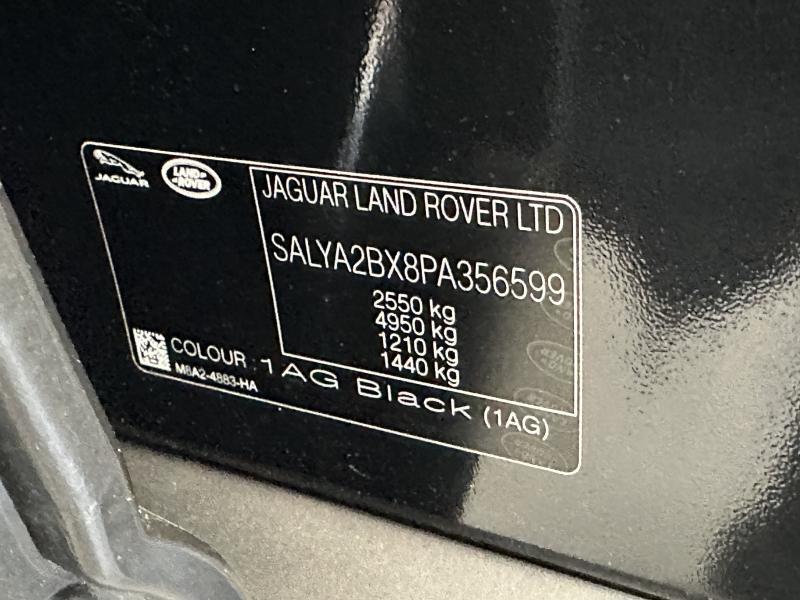 JAGUAR
LAND
ROVER
JAGUAR LAND ROVER LTD
SALYA2BX8PA356599
2550 kg
4950 kg
1210 kg
1440 kg
COLOUR 1AG Black (1AG)
M8A2-4883-HA